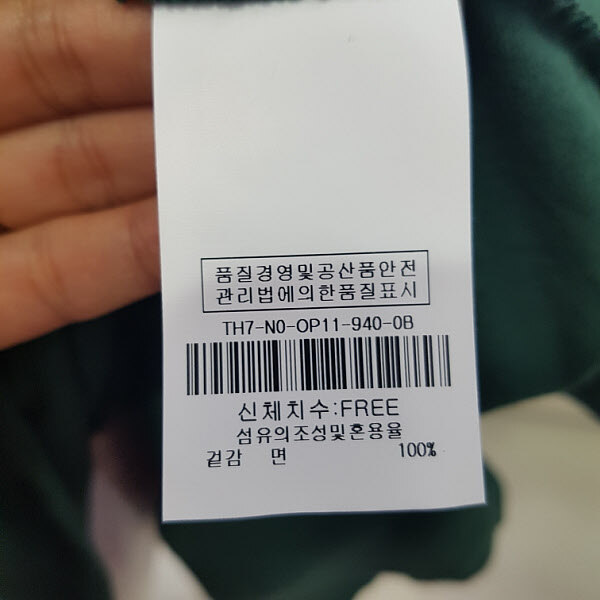 품질경영및공산품안전
관리법에의한품질표시
TH7-N0-OP11-940-0B
신체치수:FREE
섬유의조성및혼용율
겉감 면 100%